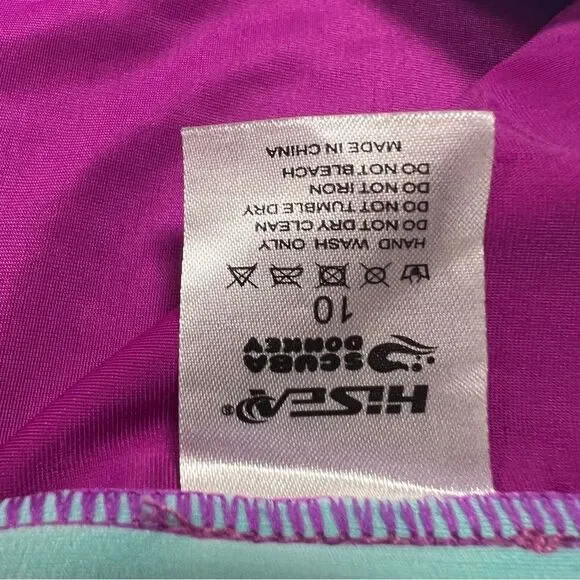 HISEA®
SCUBA
DONKEY
10
HAND WASH ONLY
DO NOT DRY CLEAN
DO NOT TUMBLE DRY
DO NOT IRON
DO NOT BLEACH
MADE IN CHINA